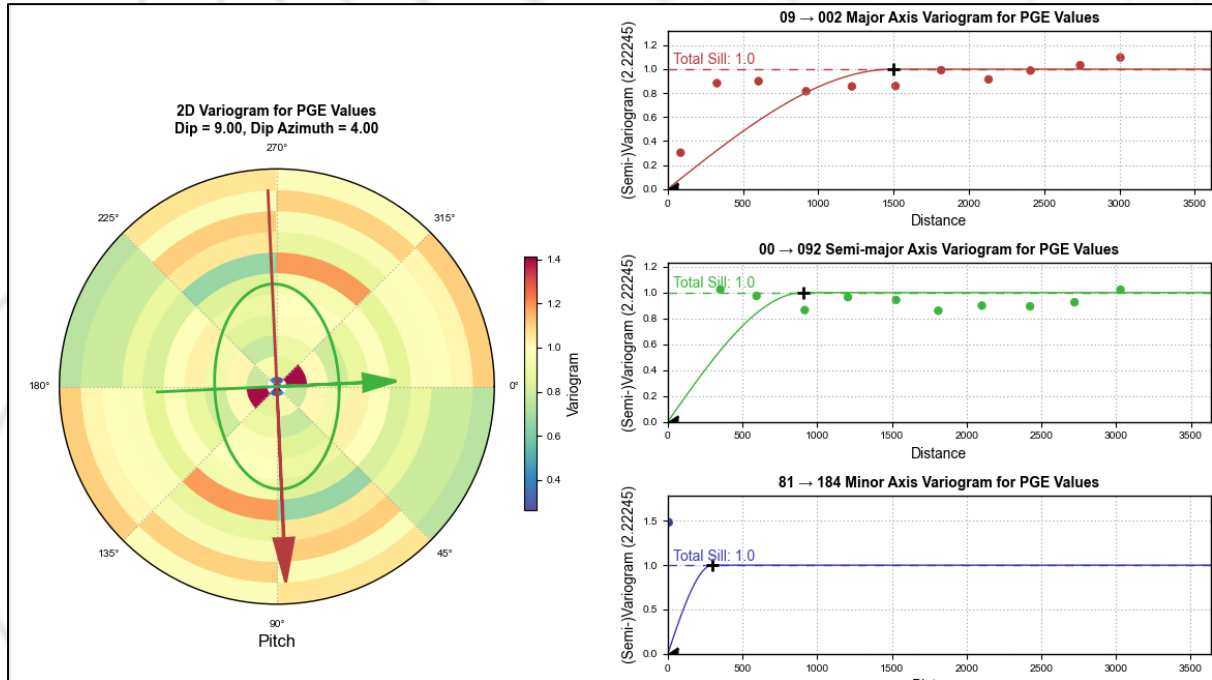 2D Variogram for PGE Values
Dip = 9.00, Dip Azimuth = 4.00
270°
225°
315°
180°
0°
135°
45°
90°
Pitch
1.4
1.2
1.0
0.8
0.6
0.4
Variogram
09 → 002 Major Axis Variogram for PGE Values
(Semi-)Variogram (2.22245)
1.2
1.0
0.8
0.6
0.4
0.2
0.0
Total Sill: 1.0
0 500 1000 1500 2000 2500 3000 3500
Distance
00 → 092 Semi-major Axis Variogram for PGE Values
(Semi-)Variogram (2.22245)
1.2
1.0
0.8
0.6
0.4
0.2
0.0
Total Sill: 1.0
0 500 1000 1500 2000 2500 3000 3500
Distance
81 → 184 Minor Axis Variogram for PGE Values
(Semi-)Variogram (2.22245)
1.5
1.0
0.5
0.0
Total Sill: 1.0
0 500 1000 1500 2000 2500 3000 3500